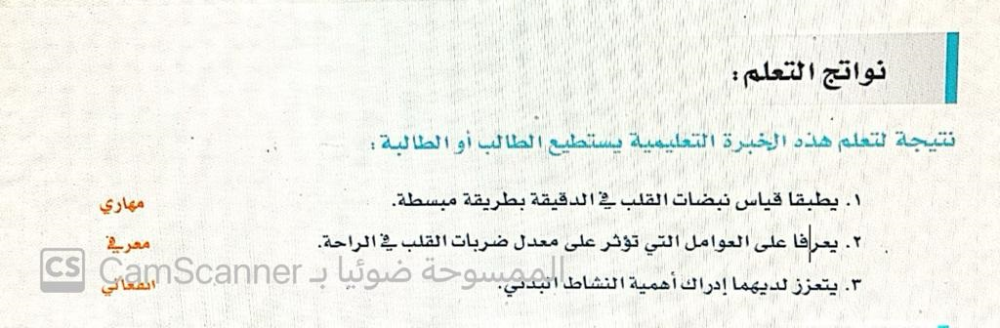 نواتج التعلم :
نتيجة لتعلم هذه الخبرة التعليمية يستطيع الطالب أو الطالبة :
١. يطبقا قياس نبضات القلب في الدقيقة بطريقة مبسطة. مهاري
٢. يعرفا على العوامل التي تؤثر على معدل ضربات القلب في الراحة. معرفي
٣. يتعزز لديهما إدراك أهمية النشاط البدني. انفعالي
CS CamScanner الممسوحة ضوئيا بـ